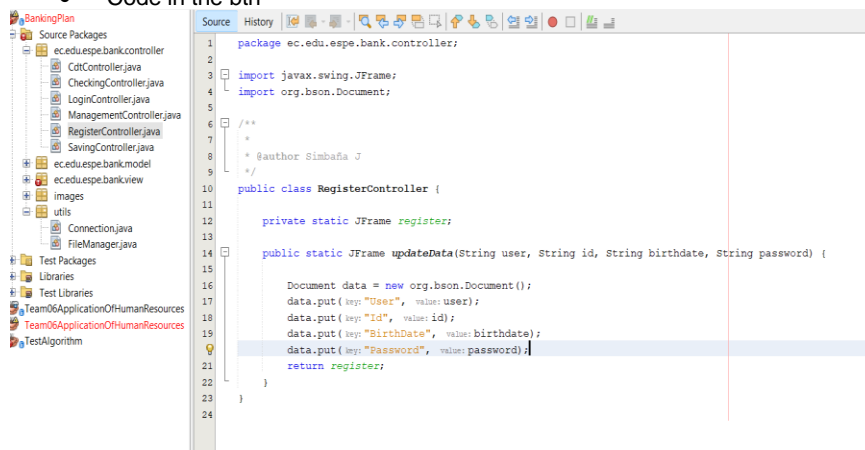 Code in the btn
BankingPlan
Source Packages
ec.edu.espe.bank.controller
CdtController.java
CheckingController.java
LoginController.java
ManagementController.java
RegisterController.java
SavingController.java
ec.edu.espe.bank.model
ec.edu.espe.bank.view
images
utils
Connection.java
FileManager.java
Test Packages
Libraries
Test Libraries
Team06ApplicationOfHumanResources
Team06ApplicationOfHumanResources
TestAlgorithm
Source History
1 package ec.edu.espe.bank.controller;
2
3 import javax.swing.JFrame;
4 import org.bson.Document;
5
6 /**
7 *
8 * @author Simbaña J
9 */
10 public class RegisterController {
11
12 private static JFrame register;
13
14 public static JFrame updateData(String user, String id, String birthdate, String password) {
15
16 Document data = new org.bson.Document();
17 data.put( key: "User", value: user);
18 data.put( key: "Id", value: id);
19 data.put( key: "BirthDate", value: birthdate);
data.put( key: "Password", value: password);
21 return register;
22 }
23 }
24